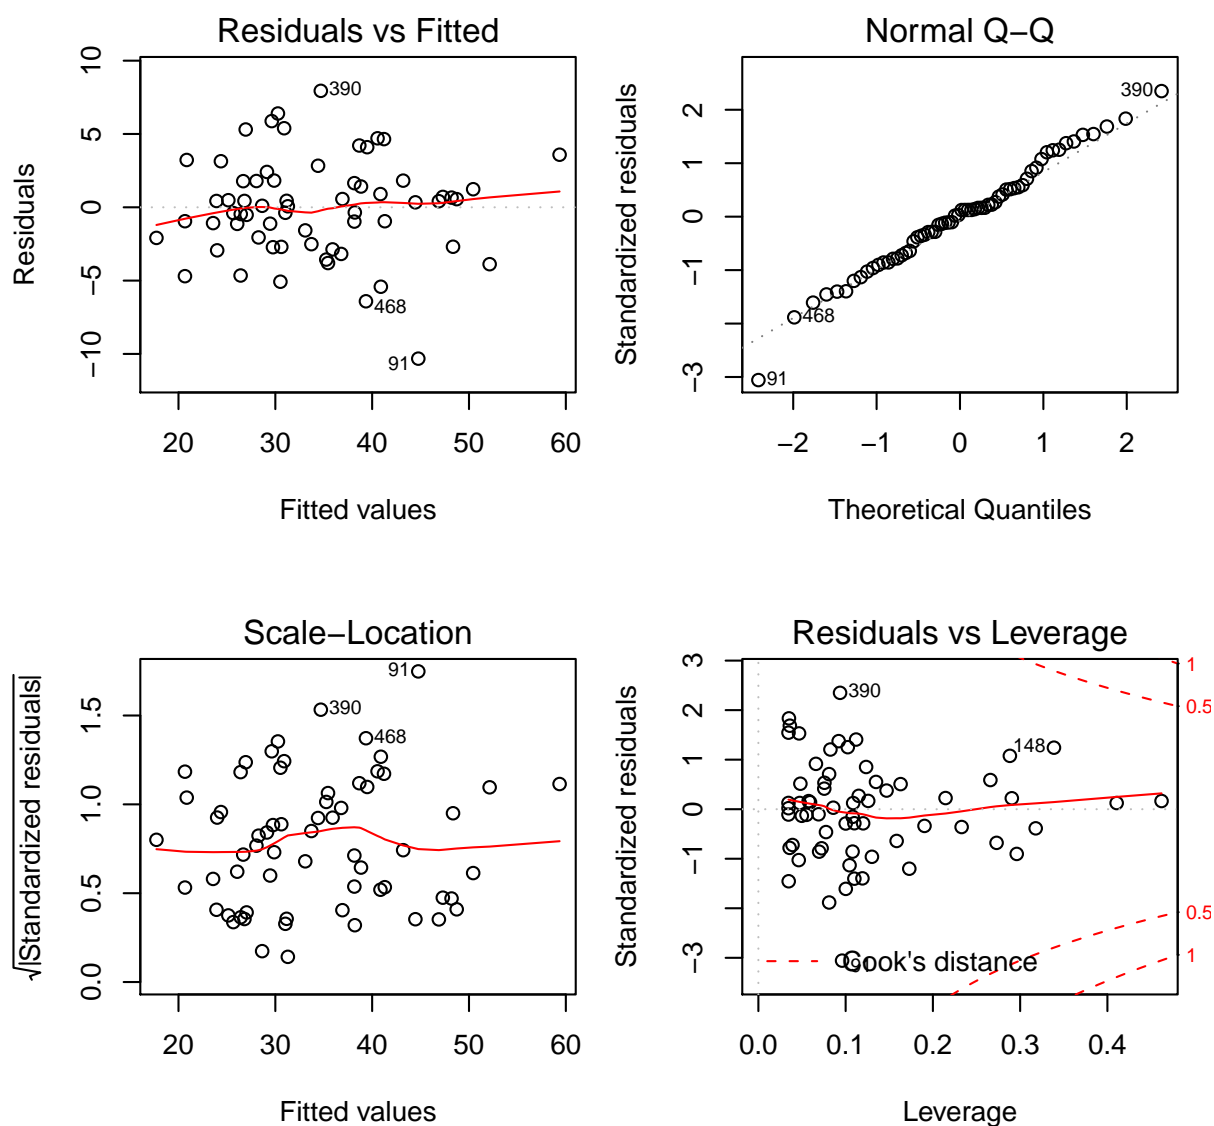 Residuals vs Fitted
Residuals
10
5
0
−5
−10
390
468
91
20 30 40 50 60
Fitted values
Normal Q−Q
Standardized residuals
2
1
0
−1
−3
390
468
91
−2 −1 0 1 2
Theoretical Quantiles
Scale−Location
√|Standardized residuals|
1.5
1.0
0.5
0.0
91
390
468
20 30 40 50 60
Fitted values
Residuals vs Leverage
Standardized residuals
3
2
1
0
−1
−3
390
148
91
Cook's distance
1
0.5
0.5
1
0.0 0.1 0.2 0.3 0.4
Leverage